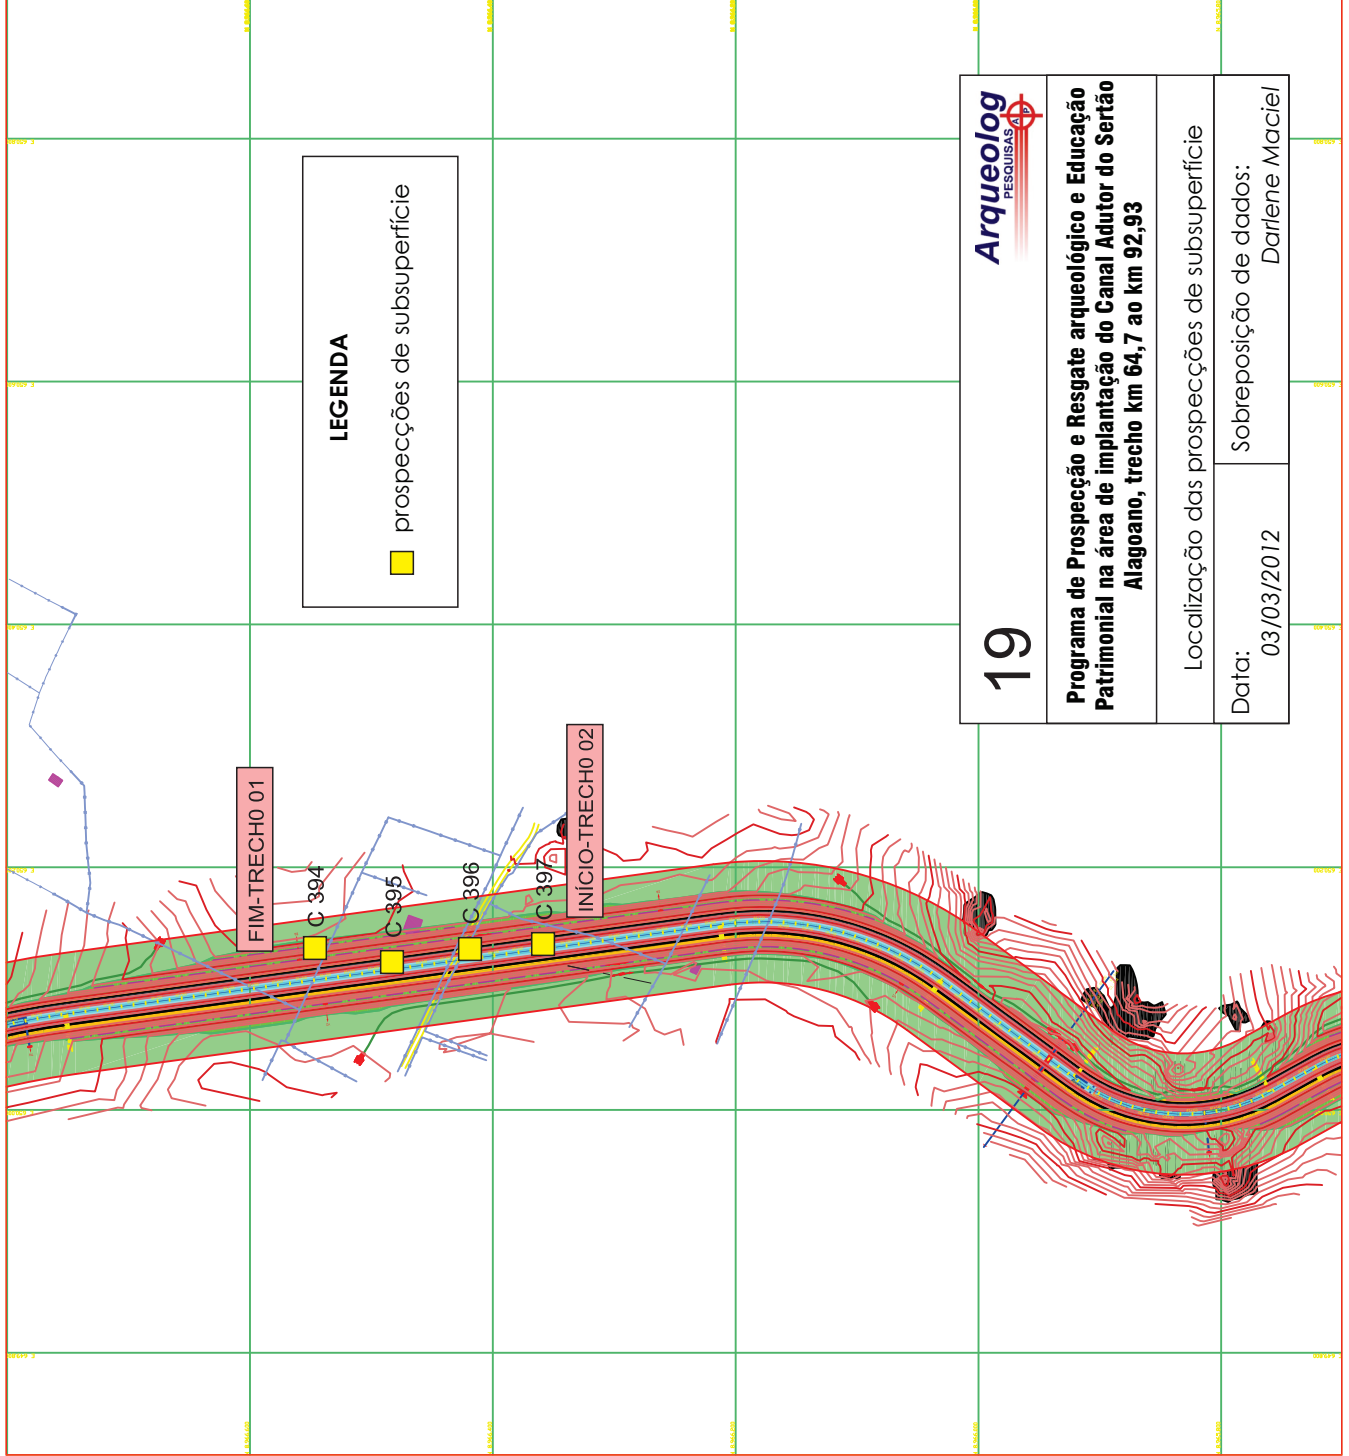 FIM-TRECH0 01
C 394
C 395
C 396
C 397
INÍCIO-TRECH0 02
LEGENDA
prospecções de subsuperfície
19
Arqueolog
PESQUISAS
Programa de Prospecção e Resgate arqueológico e Educação
Patrimonial na área de implantação do Canal Adutor do Sertão
Alagoano, trecho km 64,7 ao km 92,93
Localização das prospecções de subsuperfície
Data:
03/03/2012
Sobreposição de dados:
Darlene Maciel